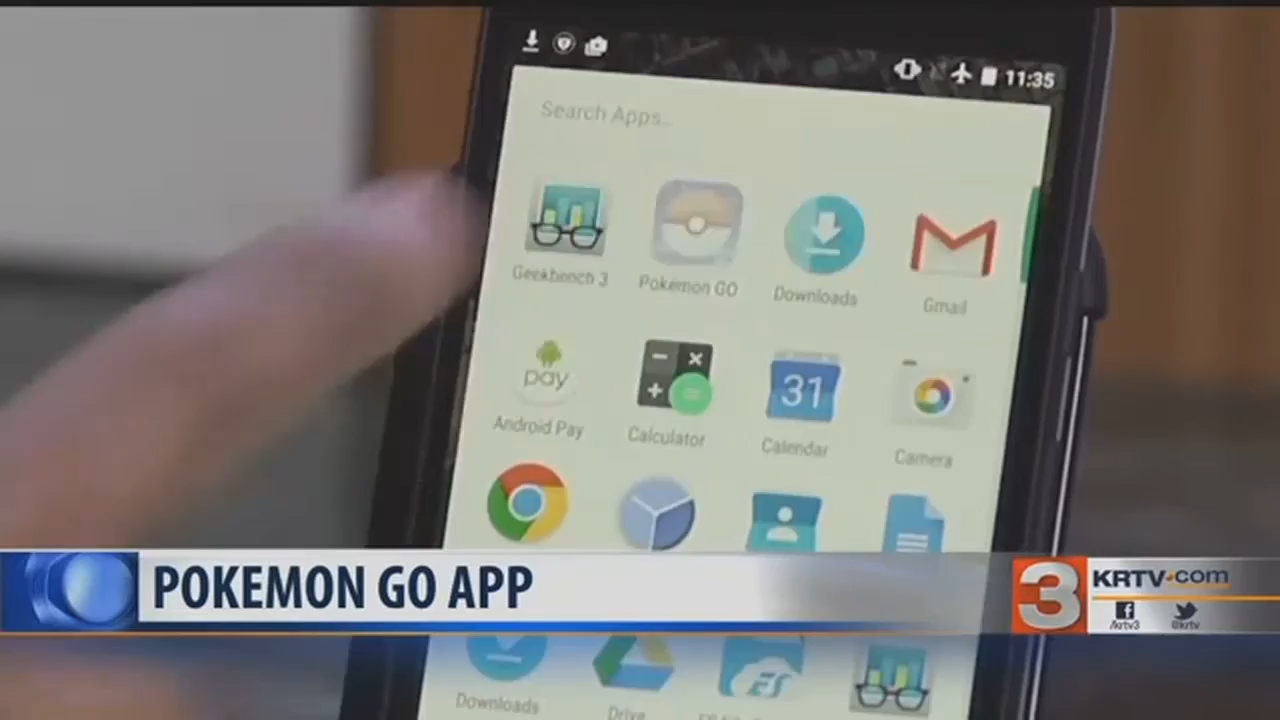 11:35
Search Apps..
Geekbench 3
Pokémon GO
Downloads
Gmail
pay
31
Android Pay
Calculator
Calendar
Camera
POKEMON GO APP
3
KRTV.com
/krtv3
@krtv
Downloads
Drive